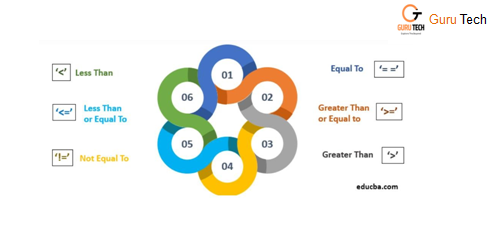 GURU TECH
Guru Tech
'<' Less Than
'<=' Less Than
or Equal To
'!=' Not Equal To
01
02
03
04
05
06
Equal To '= ='
Greater Than
or Equal to '>='
Greater Than '>'
educba.com